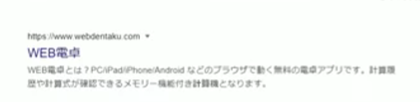 https://www.webdentaku.com
WEB電卓
WEB電卓とは？PC/iPad/iPhone/Android などのブラウザで動く無料の電卓アプリです。計算履
歴や計算式が確認できるメモリー機能付き計算機となります。